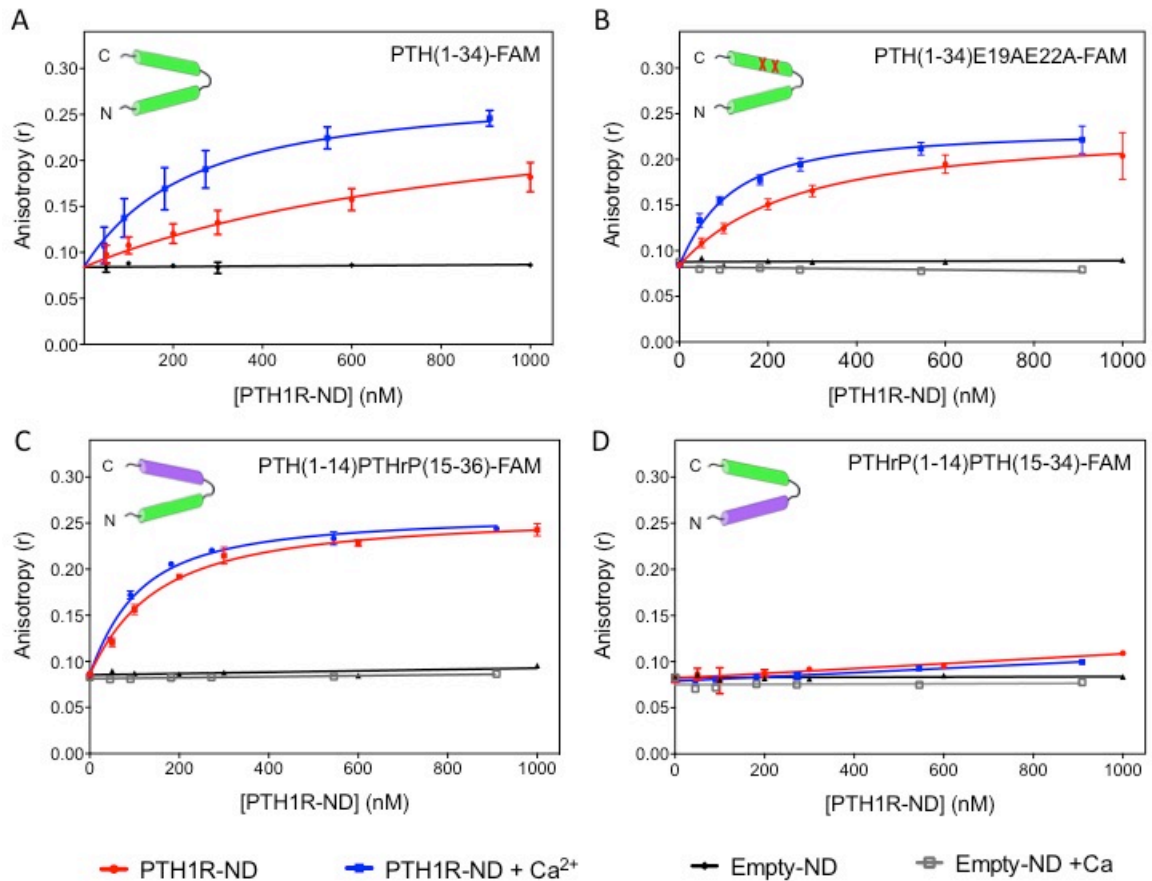 A
PTH(1-34)-FAM
C
N
0.30
0.25
0.20
0.15
0.10
0.05
0.00
Anisotropy (r)
200 400 600 800 1000
[PTH1R-ND] (nM)
B
PTH(1-34)E19AE22A-FAM
C
X X
N
0.30
0.25
0.20
0.15
0.10
0.05
0.00
Anisotropy (r)
0 200 400 600 800 1000
[PTH1R-ND] (nM)
C
PTH(1-14)PTHrP(15-36)-FAM
C
N
0.30
0.25
0.20
0.15
0.10
0.05
0.00
Anisotropy (r)
0 200 400 600 800 1000
[PTH1R-ND] (nM)
D
PTHrP(1-14)PTH(15-34)-FAM
C
N
0.30
0.25
0.20
0.15
0.10
0.05
0.00
Anisotropy (r)
0 200 400 600 800 1000
[PTH1R-ND] (nM)
PTH1R-ND PTH1R-ND + Ca²⁺ Empty-ND Empty-ND +Ca